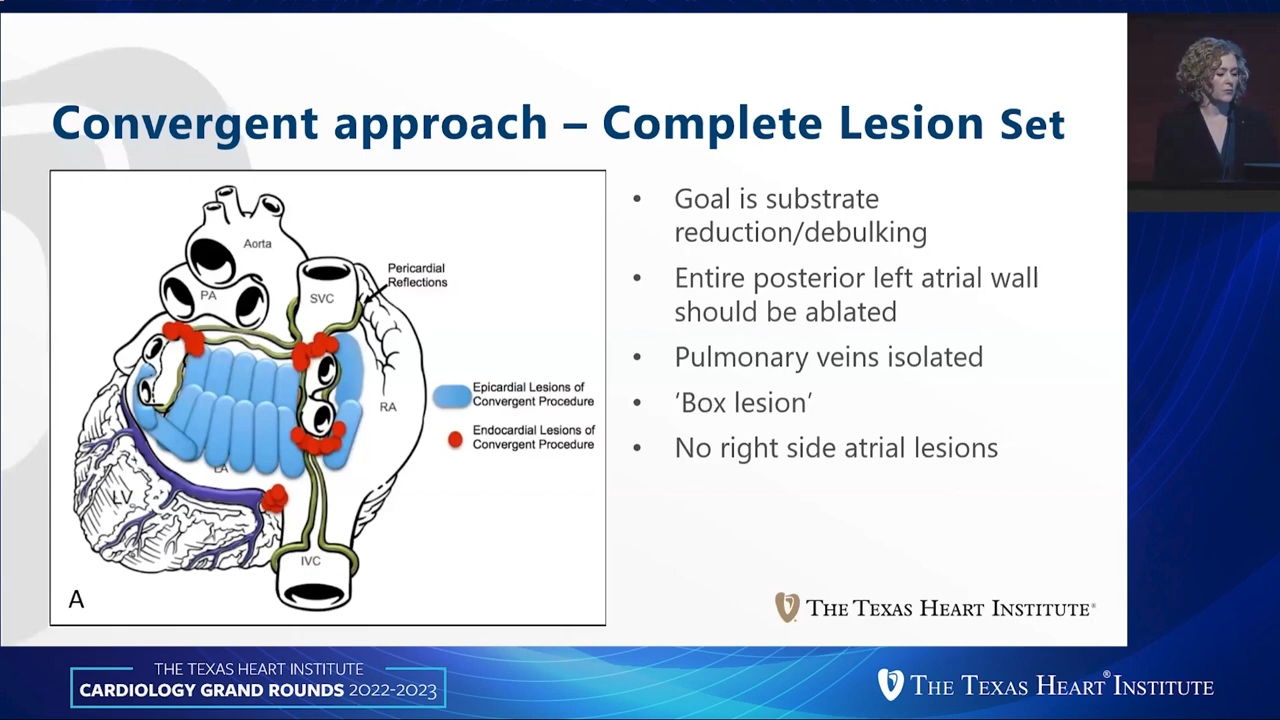 Convergent approach – Complete Lesion Set
Aorta
Pericardial
Reflections
PA
SVC
Epicardial Lesions of
Convergent Procedure
RA
Endocardial Lesions of
Convergent Procedure
LA
LV
IVC
A
• Goal is substrate
reduction/debulking
• Entire posterior left atrial wall
should be ablated
• Pulmonary veins isolated
• ‘Box lesion’
• No right side atrial lesions
THE TEXAS HEART INSTITUTE®
THE TEXAS HEART INSTITUTE
CARDIOLOGY GRAND ROUNDS 2022-2023
THE TEXAS HEART® INSTITUTE